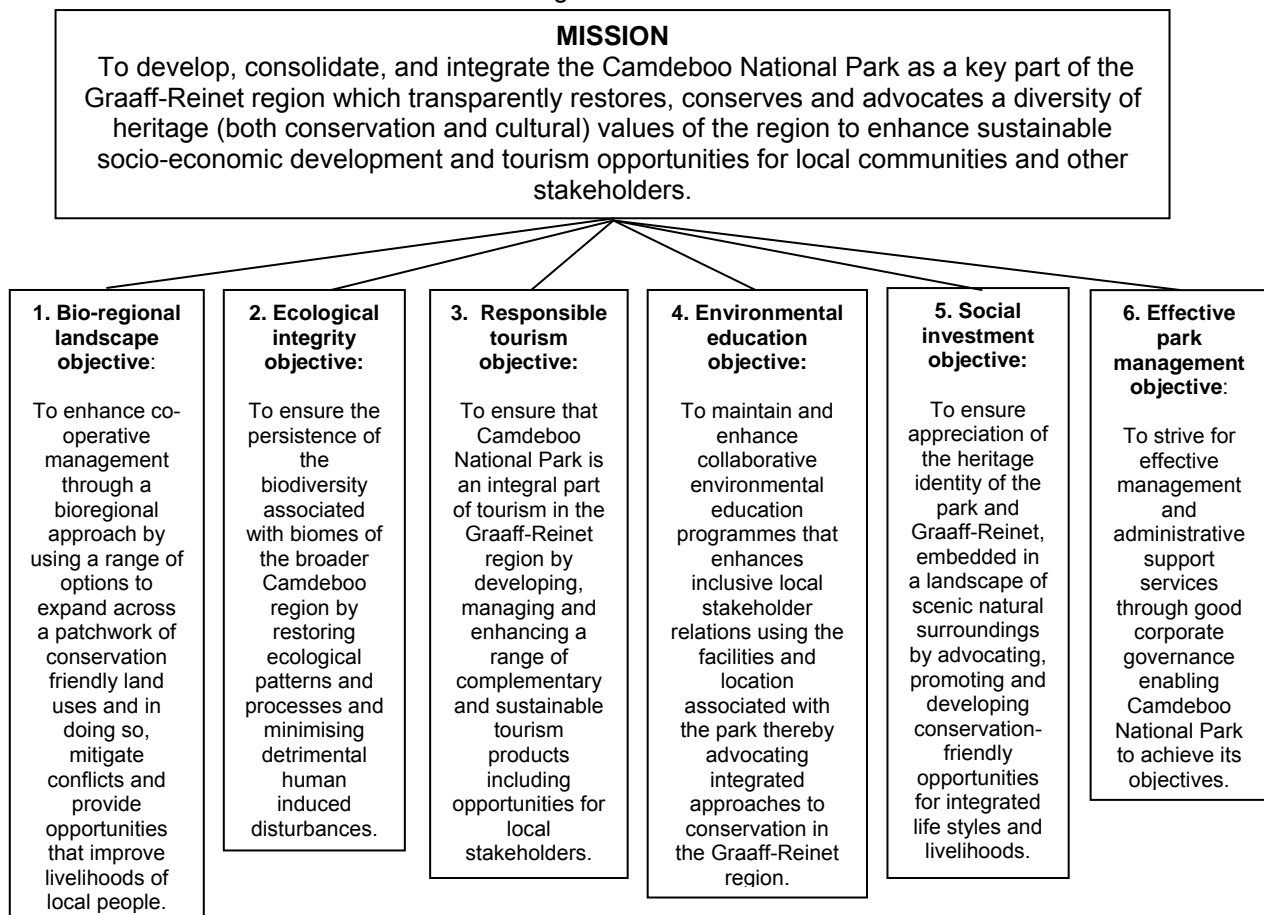 MISSION
To develop, consolidate, and integrate the Camdeboo National Park as a key part of the
Graaff-Reinet region which transparently restores, conserves and advocates a diversity of
heritage (both conservation and cultural) values of the region to enhance sustainable
socio-economic development and tourism opportunities for local communities and other
stakeholders.
1. Bio-regional
landscape
objective:
To enhance co-
operative
management
through a
bioregional
approach by
using a range of
options to
expand across
a patchwork of
conservation
friendly land
uses and in
doing so,
mitigate
conflicts and
provide
opportunities
that improve
livelihoods of
local people.
2. Ecological
integrity
objective:
To ensure the
persistence of
the
biodiversity
associated
with biomes of
the broader
Camdeboo
region by
restoring
ecological
patterns and
processes and
minimising
detrimental
human
induced
disturbances.
3. Responsible
tourism
objective:
To ensure that
Camdeboo
National Park is
an integral part
of tourism in the
Graaff-Reinet
region by
developing,
managing and
enhancing a
range of
complementary
and sustainable
tourism
products
including
opportunities for
local
stakeholders.
4. Environmental
education
objective:
To maintain and
enhance
collaborative
environmental
education
programmes that
enhances
inclusive local
stakeholder
relations using the
facilities and
location
associated with
the park thereby
advocating
integrated
approaches to
conservation in
the Graaff-Reinet
region.
5. Social
investment
objective:
To ensure
appreciation of
the heritage
identity of the
park and
Graaff-Reinet,
embedded in
a landscape of
scenic natural
surroundings
by advocating,
promoting and
developing
conservation-
friendly
opportunities
for integrated
life styles and
livelihoods.
6. Effective
park
management
objective:
To strive for
effective
management
and
administrative
support
services
through good
corporate
governance
enabling
Camdeboo
National Park
to achieve its
objectives.